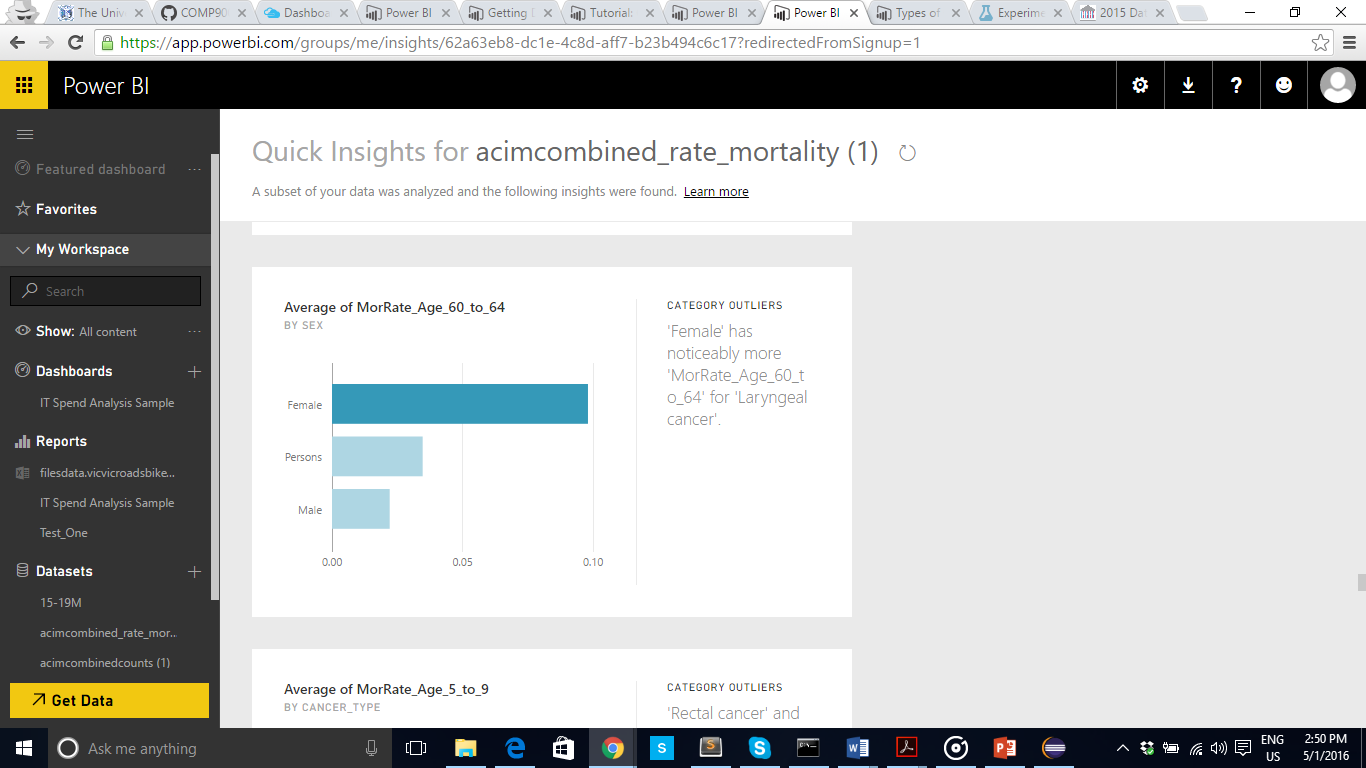 The Unive
COMP90
Dashboa
Power BI
Getting
Tutorial
Power BI
Power BI
Types of
Experime
2015 Dat
https://app.powerbi.com/groups/me/insights/62a63eb8-dc1e-4c8d-aff7-b23b494c6c17?redirectedFromSignup=1
Power BI
?
Featured dashboard ...
Favorites
My Workspace
Search
Show: All content ...
Dashboards
IT Spend Analysis Sample
Reports
filesdata.vicvicroadsbike...
IT Spend Analysis Sample
Test_One
Datasets
15-19M
acimcombined_rate_mor...
acimcombinedcounts (1)
Get Data
Quick Insights for acimcombined_rate_mortality (1)
A subset of your data was analyzed and the following insights were found. Learn more
Average of MorRate_Age_60_to_64
BY SEX
Female
Persons
Male
0.00 0.05 0.10
CATEGORY OUTLIERS
'Female' has
noticeably more
'MorRate_Age_60_t
o_64' for 'Laryngeal
cancer'.
Average of MorRate_Age_5_to_9
BY CANCER_TYPE
CATEGORY OUTLIERS
'Rectal cancer' and
Ask me anything
ENG
US
2:50 PM
5/1/2016